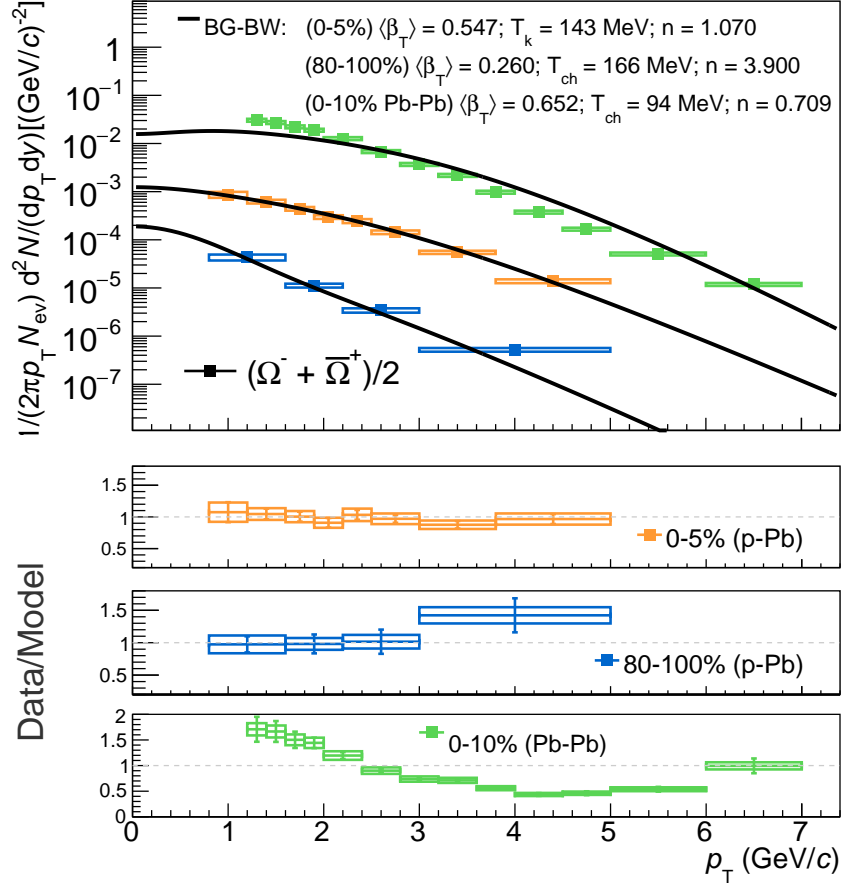 1/(2πp_T N_ev) d²N/(dp_T dy)[(GeV/c)⁻²]
BG-BW: (0-5%) ⟨β_T⟩ = 0.547; T_k = 143 MeV; n = 1.070
(80-100%) ⟨β_T⟩ = 0.260; T_ch = 166 MeV; n = 3.900
(0-10% Pb-Pb) ⟨β_T⟩ = 0.652; T_ch = 94 MeV; n = 0.709
1
10⁻¹
10⁻²
10⁻³
10⁻⁴
10⁻⁵
10⁻⁶
10⁻⁷
(Ω⁻ + Ω̅⁺)/2
Data/Model
1.5
1
0.5
0-5% (p-Pb)
1.5
1
0.5
80-100% (p-Pb)
2
1.5
1
0.5
0
0-10% (Pb-Pb)
0 1 2 3 4 5 6 7
p_T (GeV/c)